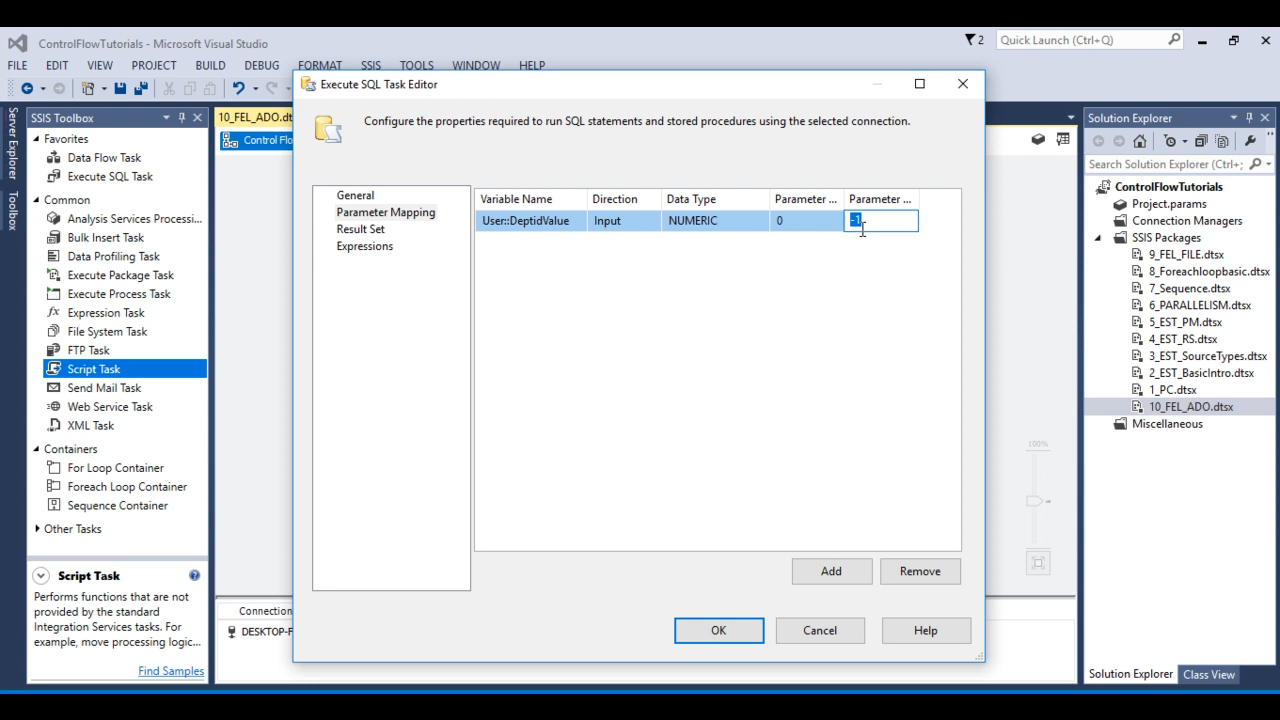 ControlFlowTutorials - Microsoft Visual Studio
2
Quick Launch (Ctrl+Q)
FILE EDIT VIEW PROJECT BUILD DEBUG FORMAT SSIS TOOLS WINDOW HELP
Server Explorer
Toolbox
SSIS Toolbox
Favorites
Data Flow Task
Execute SQL Task
Common
Analysis Services Processi...
Bulk Insert Task
Data Profiling Task
Execute Package Task
Execute Process Task
Expression Task
File System Task
FTP Task
Script Task
Send Mail Task
Web Service Task
XML Task
Containers
For Loop Container
Foreach Loop Container
Sequence Container
Other Tasks
Script Task
Performs functions that are not
provided by the standard
Integration Services tasks. For
example, move processing logic...
Find Samples
10_FEL_ADO.dt
Control Flo
Connection
DESKTOP-F
100%
Execute SQL Task Editor
Configure the properties required to run SQL statements and stored procedures using the selected connection.
General
Parameter Mapping
Result Set
Expressions
Variable Name Direction Data Type Parameter ... Parameter ...
User::DeptidValue Input NUMERIC 0 -1
Add Remove
OK Cancel Help
Solution Explorer
Search Solution Explorer (Ctrl+;
ControlFlowTutorials
Project.params
Connection Managers
SSIS Packages
9_FEL_FILE.dtsx
8_Foreachloopbasic.dtsx
7_Sequence.dtsx
6_PARALLELISM.dtsx
5_EST_PM.dtsx
4_EST_RS.dtsx
3_EST_SourceTypes.dtsx
2_EST_BasicIntro.dtsx
1_PC.dtsx
10_FEL_ADO.dtsx
Miscellaneous
Solution Explorer Class View